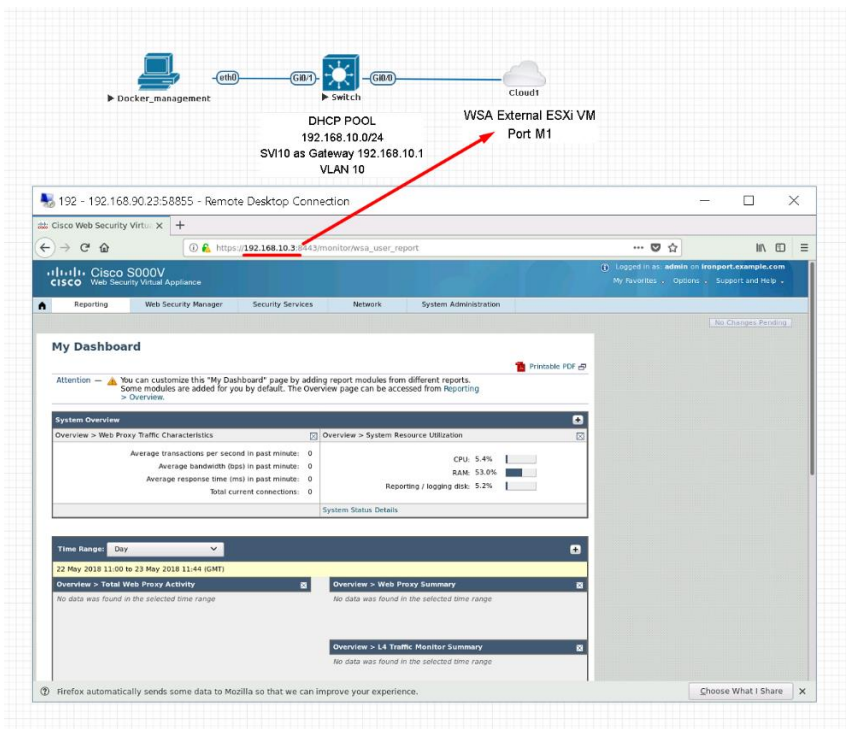 eth0
Gi0/1
Gi0/0
Docker_management
Switch
Cloud1
DHCP POOL
192.168.10.0/24
SVI10 as Gateway 192.168.10.1
VLAN 10
WSA External ESXi VM
Port M1
192 - 192.168.90.23:58855 - Remote Desktop Connection
Cisco Web Security Virtu
https://192.168.10.3:8443/monitor/wsa_user_report
Cisco S000V
CISCO Web Security Virtual Appliance
Logged in as: admin on ironport.example.com
My Favorites Options Support and Help
Reporting Web Security Manager Security Services Network System Administration
No Changes Pending
My Dashboard
Printable PDF
Attention — You can customize this "My Dashboard" page by adding report modules from different reports.
Some modules are added for you by default. The Overview page can be accessed from Reporting
> Overview.
System Overview
Overview > Web Proxy Traffic Characteristics
Average transactions per second in past minute: 0
Average bandwidth (bps) in past minute: 0
Average response time (ms) in past minute: 0
Total current connections: 0
Overview > System Resource Utilization
CPU: 5.4%
RAM: 53.0%
Reporting / logging disk: 5.2%
System Status Details
Time Range: Day
22 May 2018 11:00 to 23 May 2018 11:44 (GMT)
Overview > Total Web Proxy Activity
No data was found in the selected time range
Overview > Web Proxy Summary
No data was found in the selected time range
Overview > L4 Traffic Monitor Summary
No data was found in the selected time range
Firefox automatically sends some data to Mozilla so that we can improve your experience.
Choose What I Share